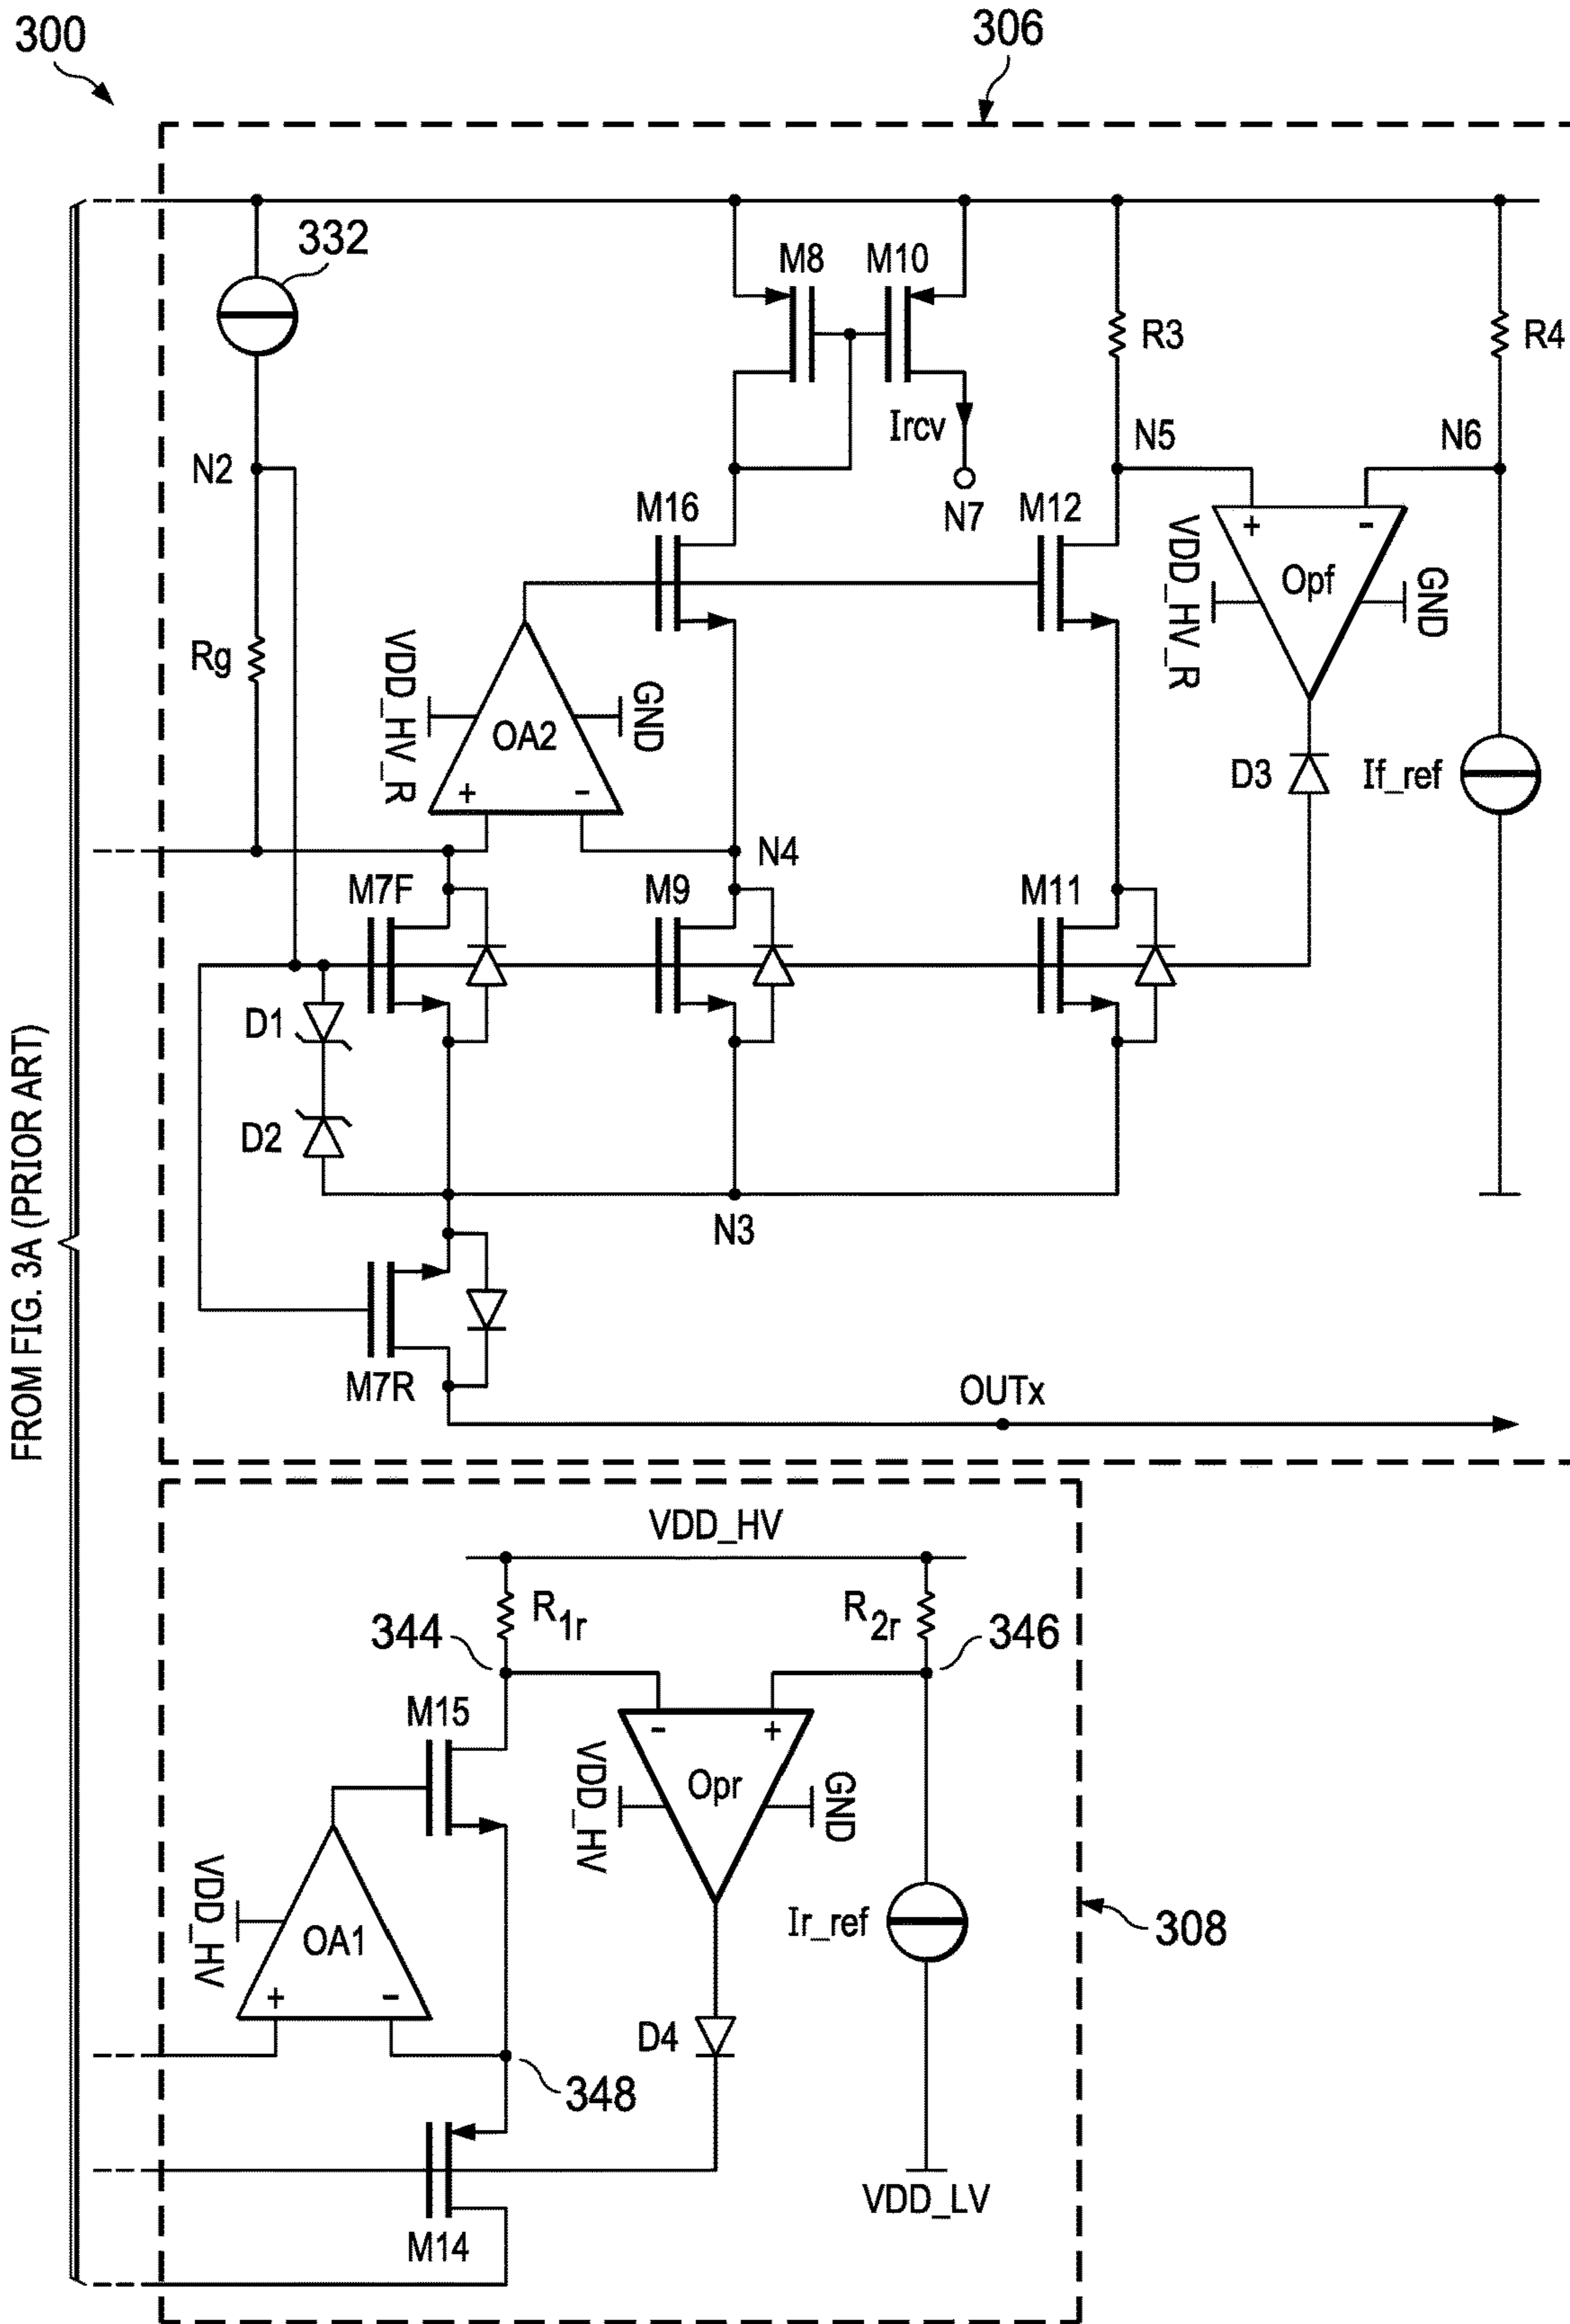 300
306
332
M8
M10
R3
R4
Ircv
N2
N5
N6
M16
N7
M12
+
-
VDD_HV_R
Opf
GND
Rg
VDD_HV_R
GND
OA2
D3
If_ref
+
-
N4
M7F
M9
M11
D1
D2
N3
FROM FIG. 3A (PRIOR ART)
M7R
OUTx
VDD_HV
R1r
R2r
344
346
M15
-
+
VDD_HV
Opr
GND
VDD_HV
OA1
Ir_ref
308
+
-
D4
348
VDD_LV
M14